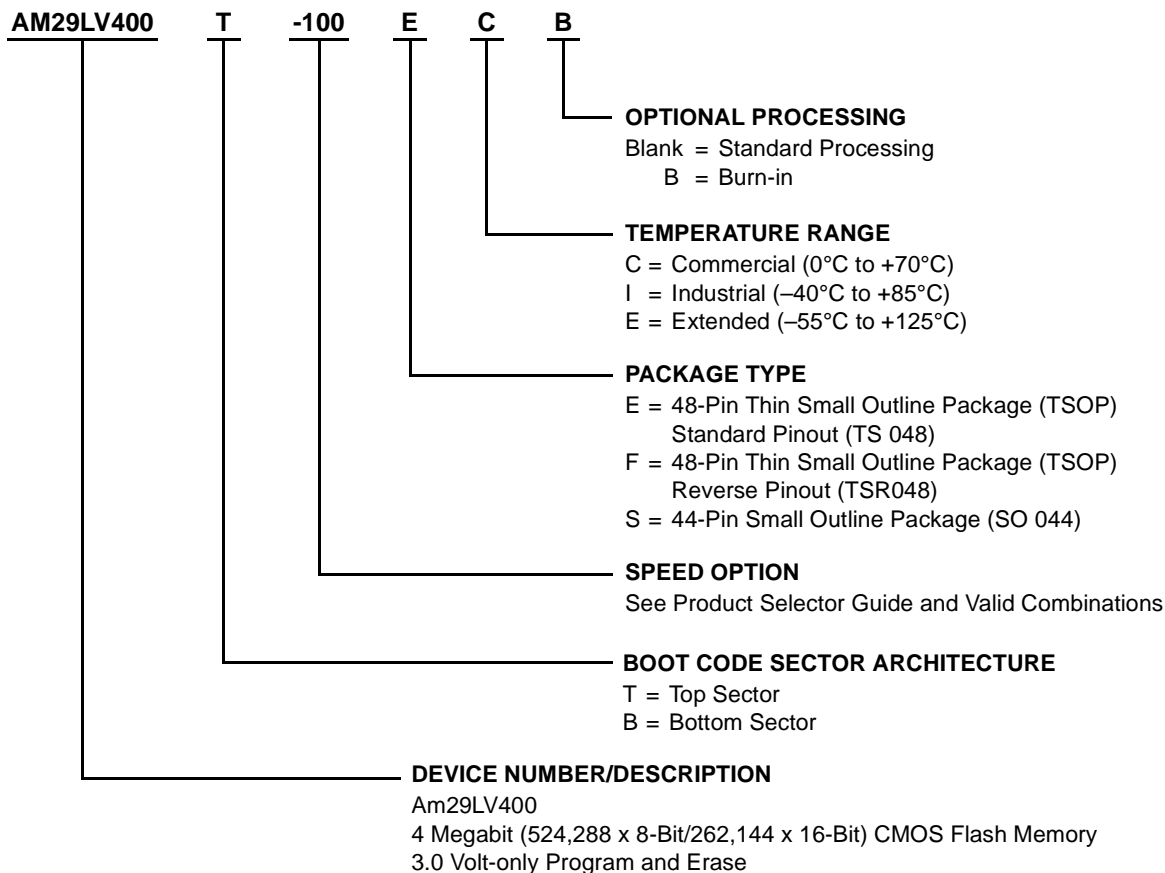 AM29LV400 T -100 E C B
OPTIONAL PROCESSING
Blank = Standard Processing
B = Burn-in
TEMPERATURE RANGE
C = Commercial (0°C to +70°C)
I = Industrial (–40°C to +85°C)
E = Extended (–55°C to +125°C)
PACKAGE TYPE
E = 48-Pin Thin Small Outline Package (TSOP)
Standard Pinout (TS 048)
F = 48-Pin Thin Small Outline Package (TSOP)
Reverse Pinout (TSR048)
S = 44-Pin Small Outline Package (SO 044)
SPEED OPTION
See Product Selector Guide and Valid Combinations
BOOT CODE SECTOR ARCHITECTURE
T = Top Sector
B = Bottom Sector
DEVICE NUMBER/DESCRIPTION
Am29LV400
4 Megabit (524,288 x 8-Bit/262,144 x 16-Bit) CMOS Flash Memory
3.0 Volt-only Program and Erase